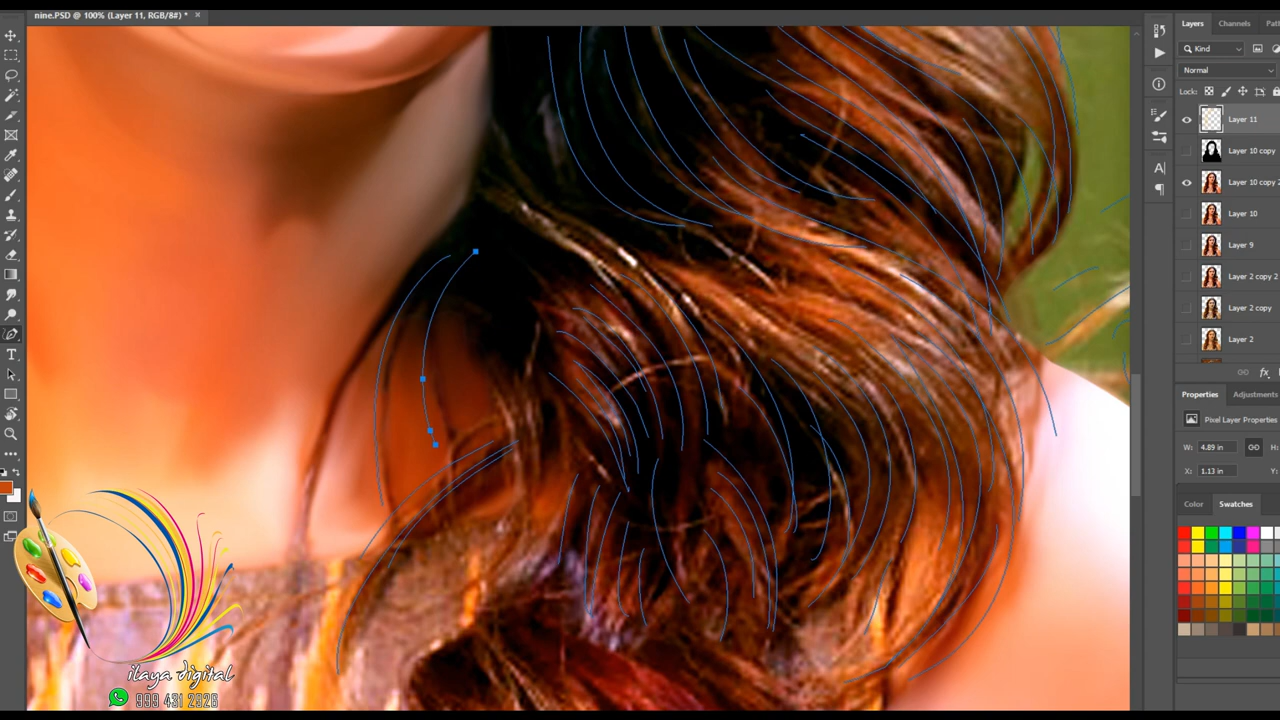 nine.PSD @ 100% (Layer 11, RGB/8#) * ×
Layers Channels
Kind
Normal
Lock:
Layer 11
Layer 10 copy
Layer 10 copy 2
Layer 10
Layer 9
Layer 2 copy 2
Layer 2 copy
Layer 2
fx
Properties Adjustments
Pixel Layer Properties
W: 4.89 in
X: 1.13 in
Color Swatches
ilaya digital
999 431 2928